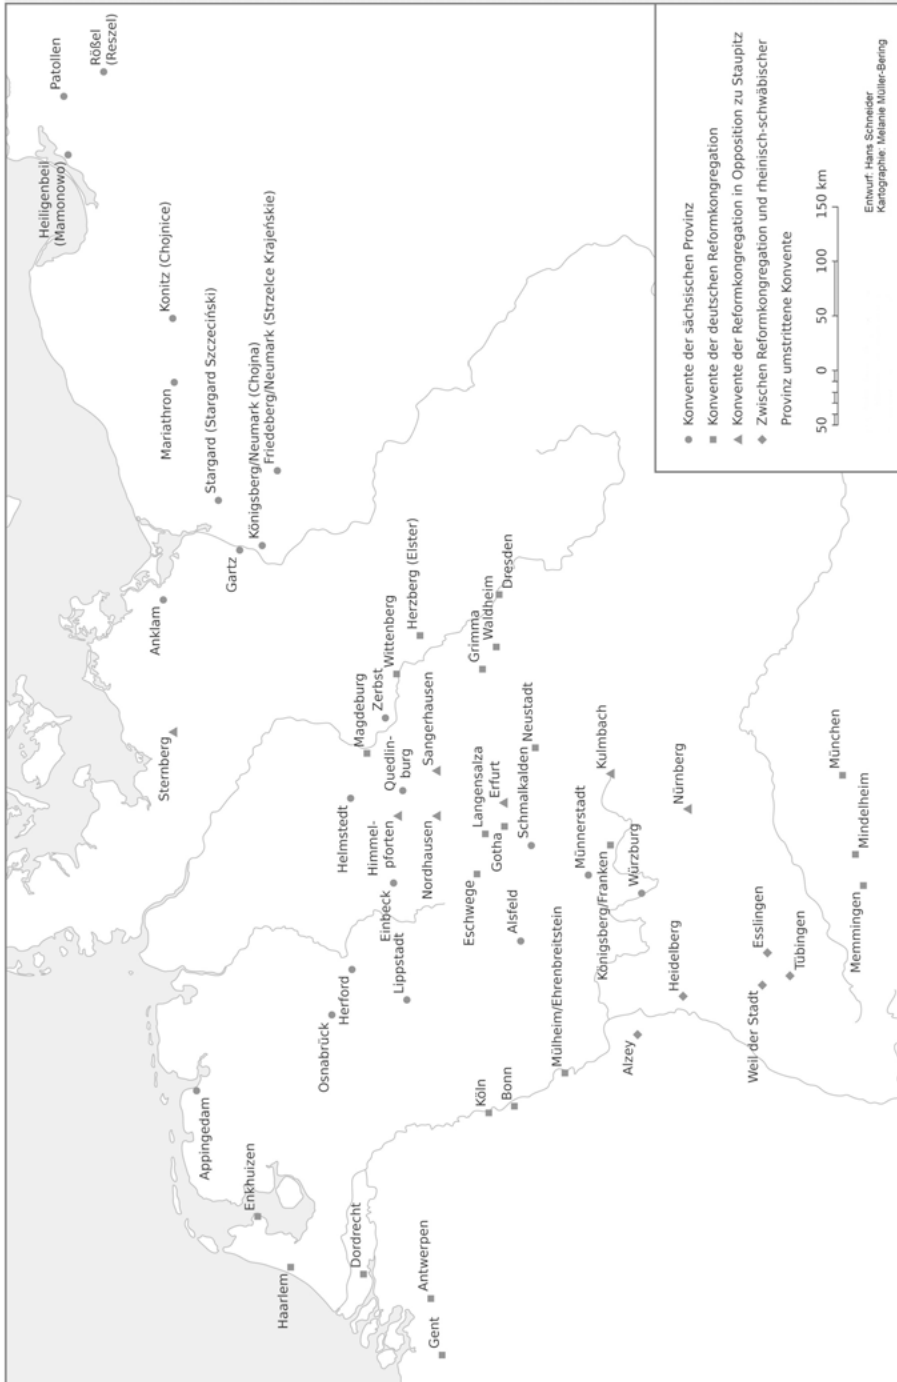 Patollen
Rößel
(Reszel)
Heiligenbeil
(Mamonowo)
Konitz (Chojnice)
Mariathron
Stargard (Stargard Szczeciński)
Königsberg/Neumark (Chojna)
Friedeberg/Neumark (Strzelce Krajeńskie)
Gartz
Anklam
Sternberg
Herzberg (Elster)
Wittenberg
Zerbst
Magdeburg
Quedlin-
burg
Sangerhausen
Helmstedt
Himmel-
pforten
Nordhausen
Einbeck
Lippstadt
Herford
Osnabrück
Appingedam
Enkhuizen
Haarlem
Dordrecht
Antwerpen
Gent
Dresden
Waldheim
Grimma
Neustadt
Langensalza
Erfurt
Gotha
Schmalkalden
Eschwege
Alsfeld
Köln
Bonn
Mülheim/Ehrenbreitstein
Kulmbach
Münnerstadt
Königsberg/Franken
Würzburg
Nürnberg
Heidelberg
Alzey
Esslingen
Weil der Stadt
Tübingen
München
Mindelheim
Memmingen
Konvente der sächsischen Provinz
Konvente der deutschen Reformkongregation
Konvente der Reformkongregation in Opposition zu Staupitz
Zwischen Reformkongregation und rheinisch-schwäbischer
Provinz umstrittene Konvente
50 0 50 100 150 km
Entwurf: Hans Schneider
Kartographie: Melanie Müller-Bering